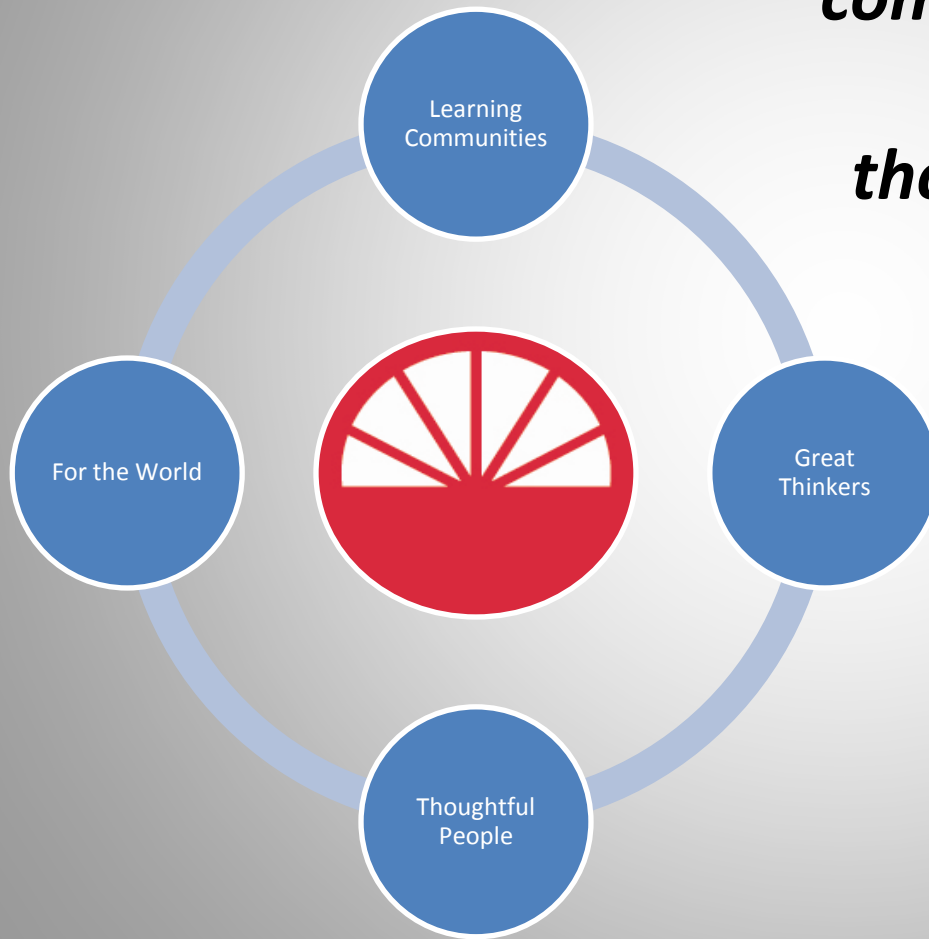 Learning
Communities
For the World
Great
Thinkers
Thoughtful
People